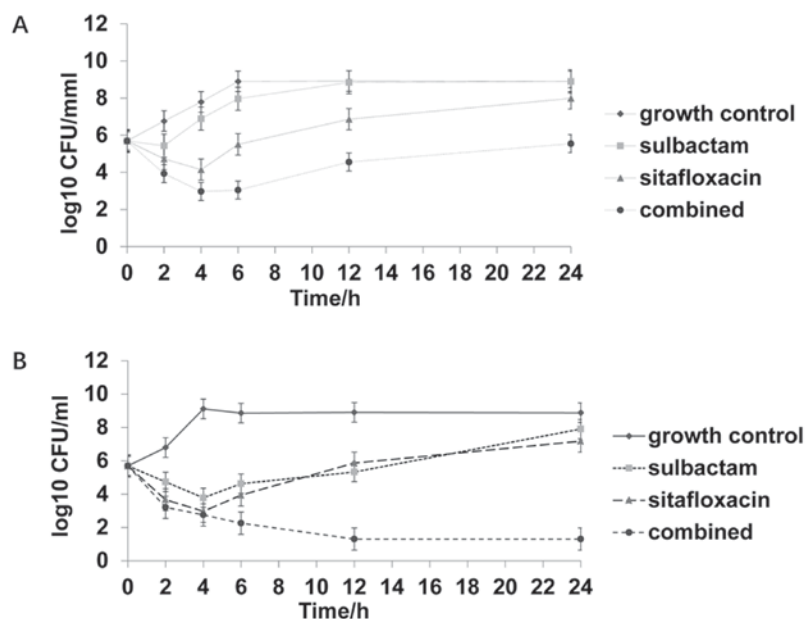 A
log10 CFU/mml
12
10
8
6
4
2
0
0 2 4 6 8 10 12 14 16 18 20 22 24
Time/h
growth control
sulbactam
sitafloxacin
combined
B
log10 CFU/ml
12
10
8
6
4
2
0
0 2 4 6 8 10 12 14 16 18 20 22 24
Time/h
growth control
sulbactam
sitafloxacin
combined